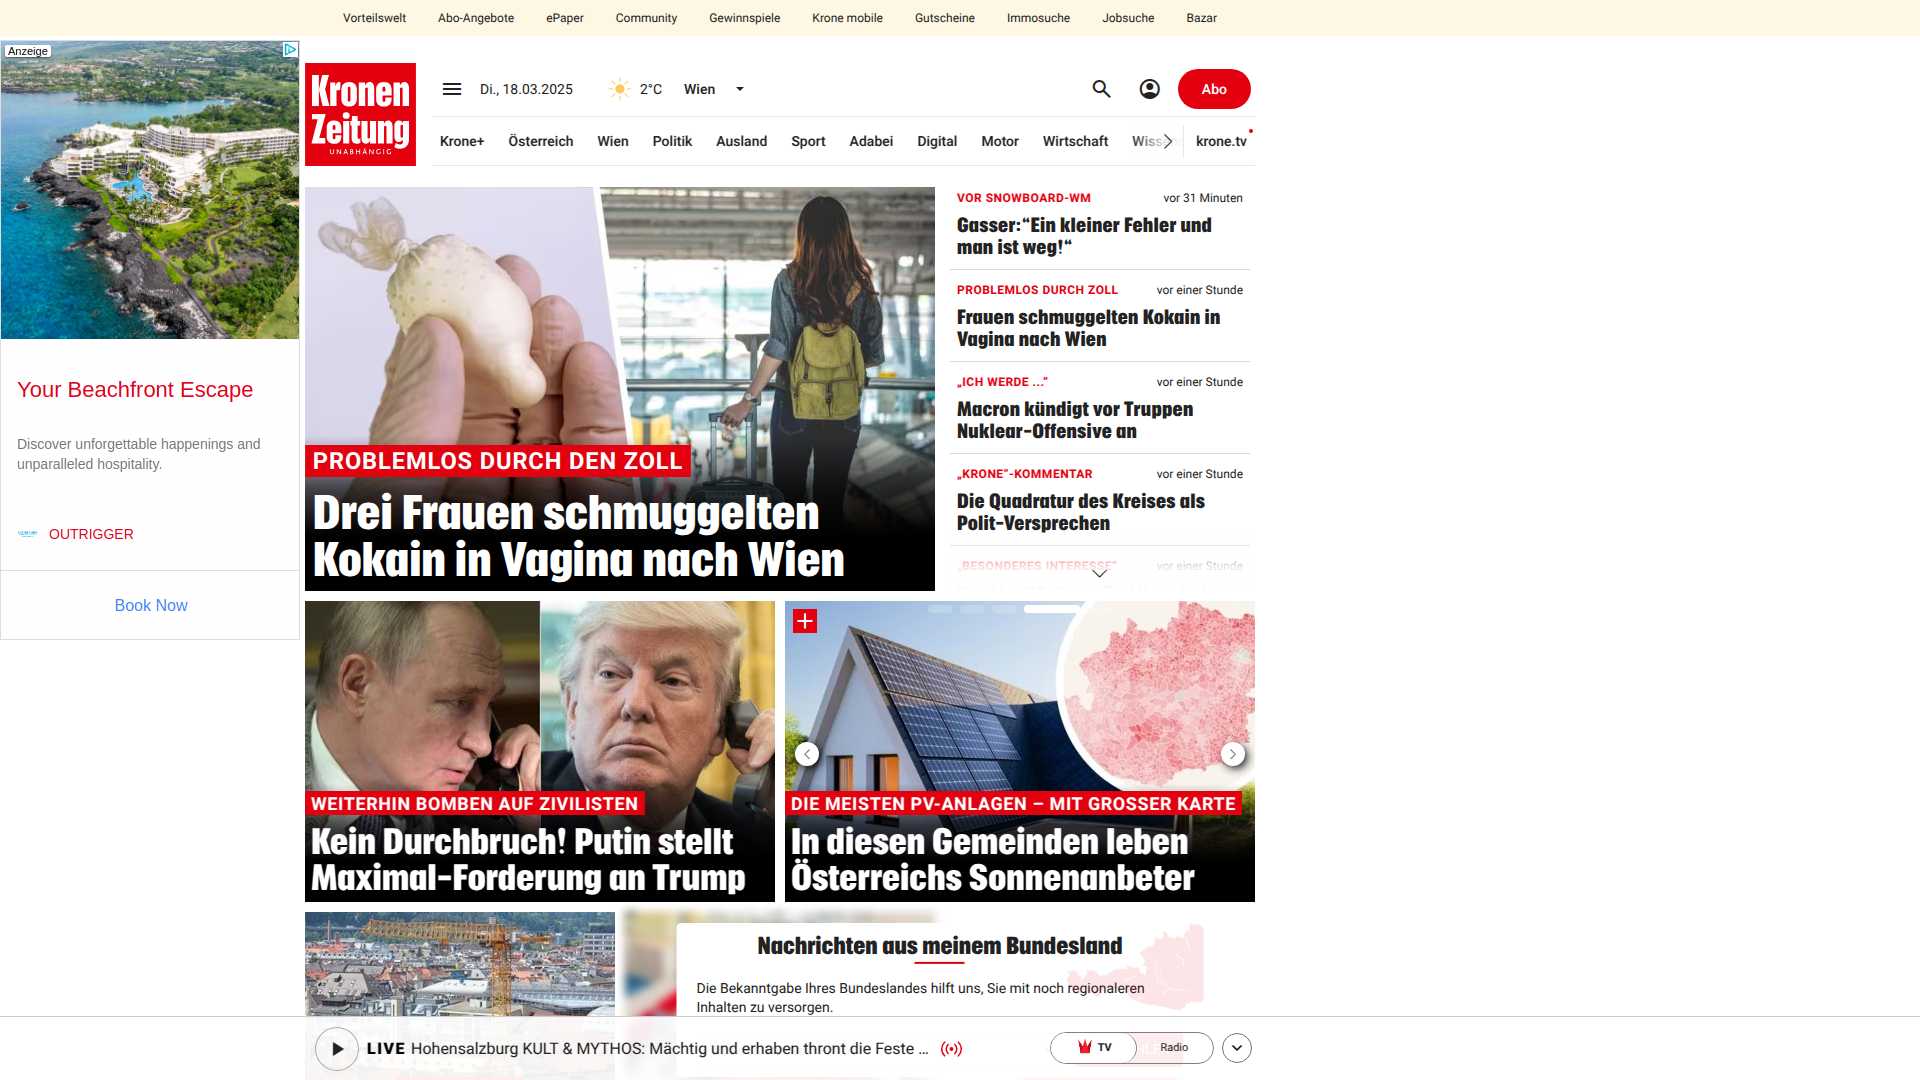 Vorteilswelt
Abo-Angebote
ePaper
Community
Gewinnspiele
Krone mobile
Gutscheine
Immosuche
Jobsuche
Bazar
Anzeige
Your Beachfront Escape
Discover unforgettable happenings and
unparalleled hospitality.
OUTRIGGER
Book Now
Kronen
Zeitung
UNABHÄNGIG
Di., 18.03.2025
2°C
Wien
Abo
Krone+
Österreich
Wien
Politik
Ausland
Sport
Adabei
Digital
Motor
Wirtschaft
krone.tv
PROBLEMLOS DURCH DEN ZOLL
Drei Frauen schmuggelten
Kokain in Vagina nach Wien
VOR SNOWBOARD-WM
vor 31 Minuten
Gasser:“Ein kleiner Fehler und
man ist weg!“
PROBLEMLOS DURCH ZOLL
vor einer Stunde
Frauen schmuggelten Kokain in
Vagina nach Wien
„ICH WERDE ...“
vor einer Stunde
Macron kündigt vor Truppen
Nuklear-Offensive an
„KRONE“-KOMMENTAR
vor einer Stunde
Die Quadratur des Kreises als
Polit-Versprechen
„BESONDERES INTERESSE“
vor einer Stunde
WEITERHIN BOMBEN AUF ZIVILISTEN
Kein Durchbruch! Putin stellt
Maximal-Forderung an Trump
DIE MEISTEN PV-ANLAGEN – MIT GROSSER KARTE
In diesen Gemeinden leben
Österreichs Sonnenanbeter
Nachrichten aus meinem Bundesland
Die Bekanntgabe Ihres Bundeslandes hilft uns, Sie mit noch regionaleren
Inhalten zu versorgen.
LIVE Hohensalzburg KULT & MYTHOS: Mächtig und erhaben thront die Feste ...
TV
Radio